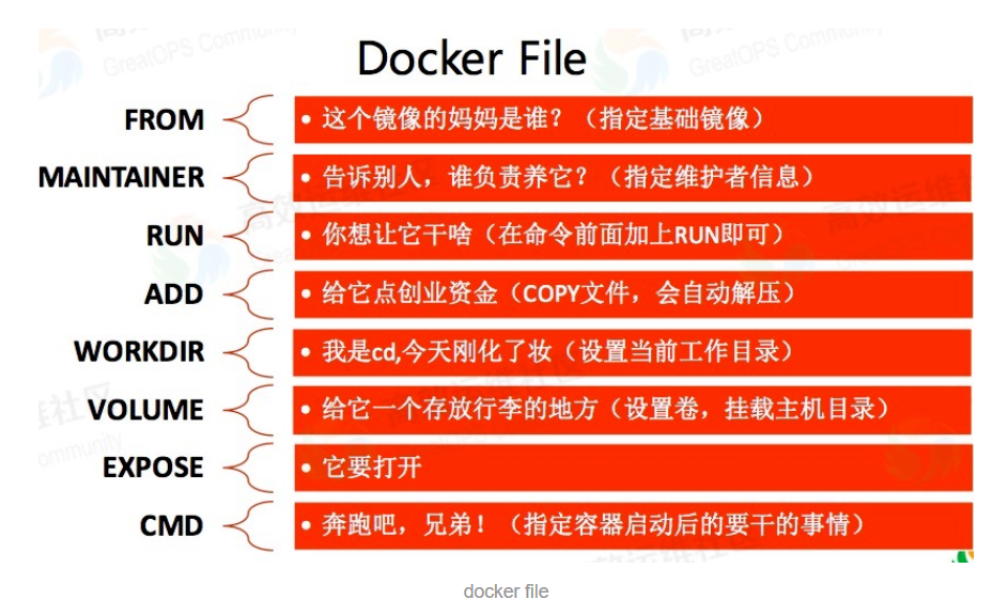 Docker File
FROM
• 这个镜像的妈妈是谁？（指定基础镜像）
MAINTAINER
• 告诉别人，谁负责养它？（指定维护者信息）
RUN
• 你想让它干啥（在命令前面加上RUN即可）
ADD
• 给它点创业资金（COPY文件，会自动解压）
WORKDIR
• 我是cd,今天刚化了妆（设置当前工作目录）
VOLUME
• 给它一个存放行李的地方（设置卷，挂载主机目录）
EXPOSE
• 它要打开
CMD
• 奔跑吧，兄弟！（指定容器启动后的要干的事情）
docker file
GreatOPS Community
GreatOPS Community